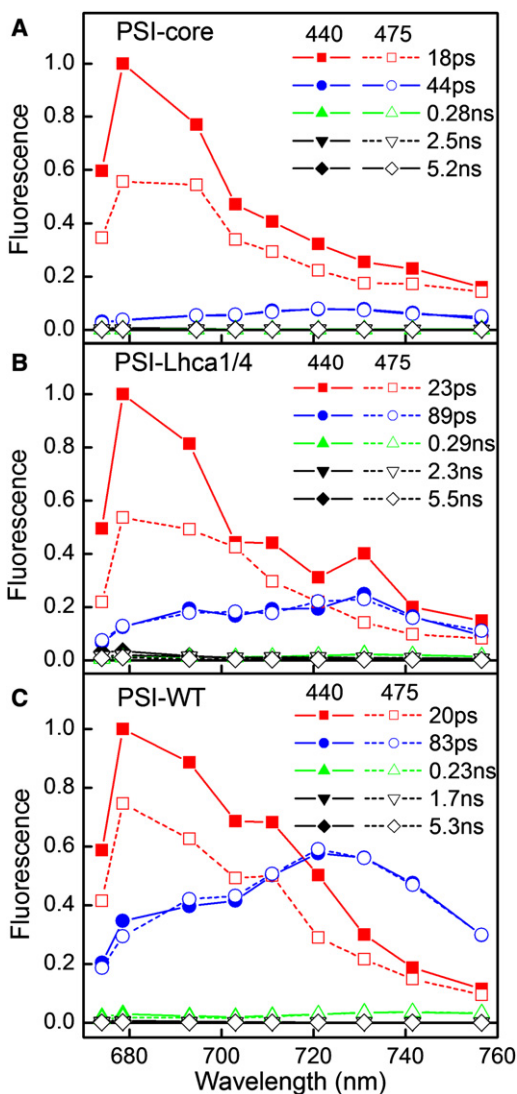 A PSI-core 440 475
1.0 18ps
0.8 44ps
0.28ns
0.6 2.5ns
5.2ns
0.4
0.2
0.0
Fluorescence
B PSI-Lhca1/4 440 475
1.0 23ps
89ps
0.8 0.29ns
2.3ns
0.6 5.5ns
0.4
0.2
0.0
Fluorescence
C PSI-WT 440 475
1.0 20ps
83ps
0.8 0.23ns
1.7ns
0.6 5.3ns
0.4
0.2
0.0
Fluorescence
680 700 720 740 760
Wavelength (nm)